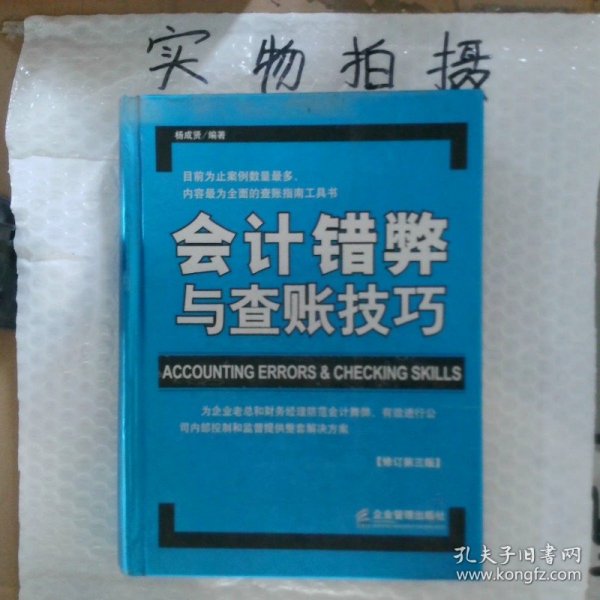 实物拍摄
杨成贤/编著
目前为止案例数量最多、
内容最为全面的查账指南工具书
会计错弊
与查账技巧
ACCOUNTING ERRORS & CHECKING SKILLS
为企业老总和财务经理防范会计舞弊，有效进行公
司内部控制和监督提供整套解决方案
【修订第三版】
企业管理出版社
孔夫子旧书网
www.kongfz.com